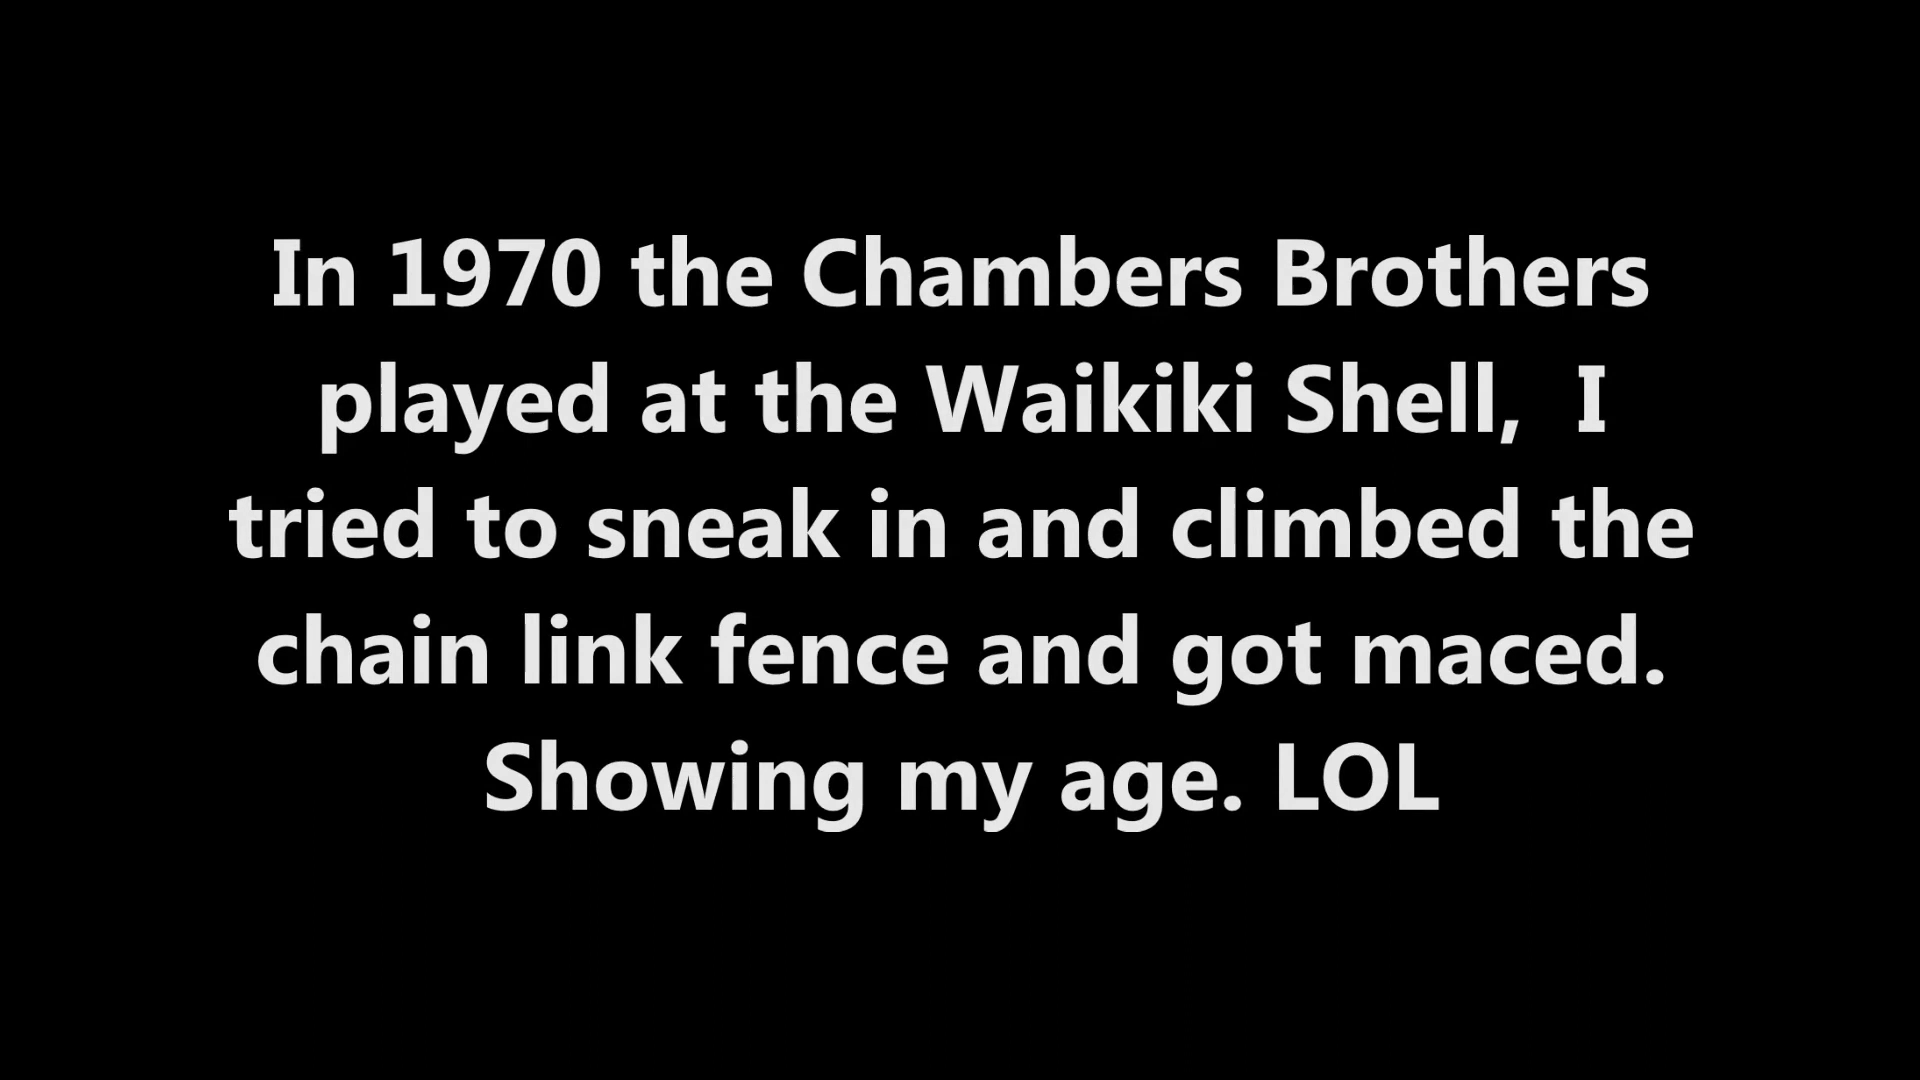 In 1970 the Chambers Brothers
played at the Waikiki Shell,  I
tried to sneak in and climbed the
chain link fence and got maced.
Showing my age. LOL